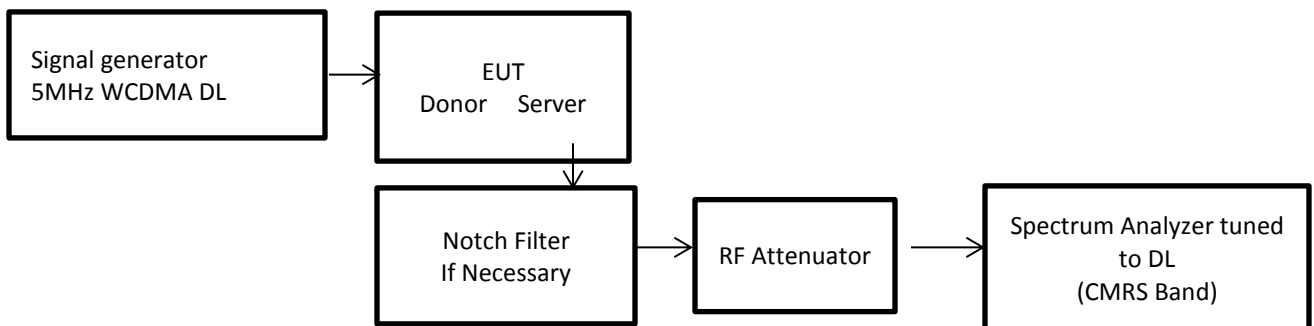 Signal generator
5MHz WCDMA DL
EUT
Donor Server
Notch Filter
If Necessary
RF Attenuator
Spectrum Analyzer tuned
to DL
(CMRS Band)